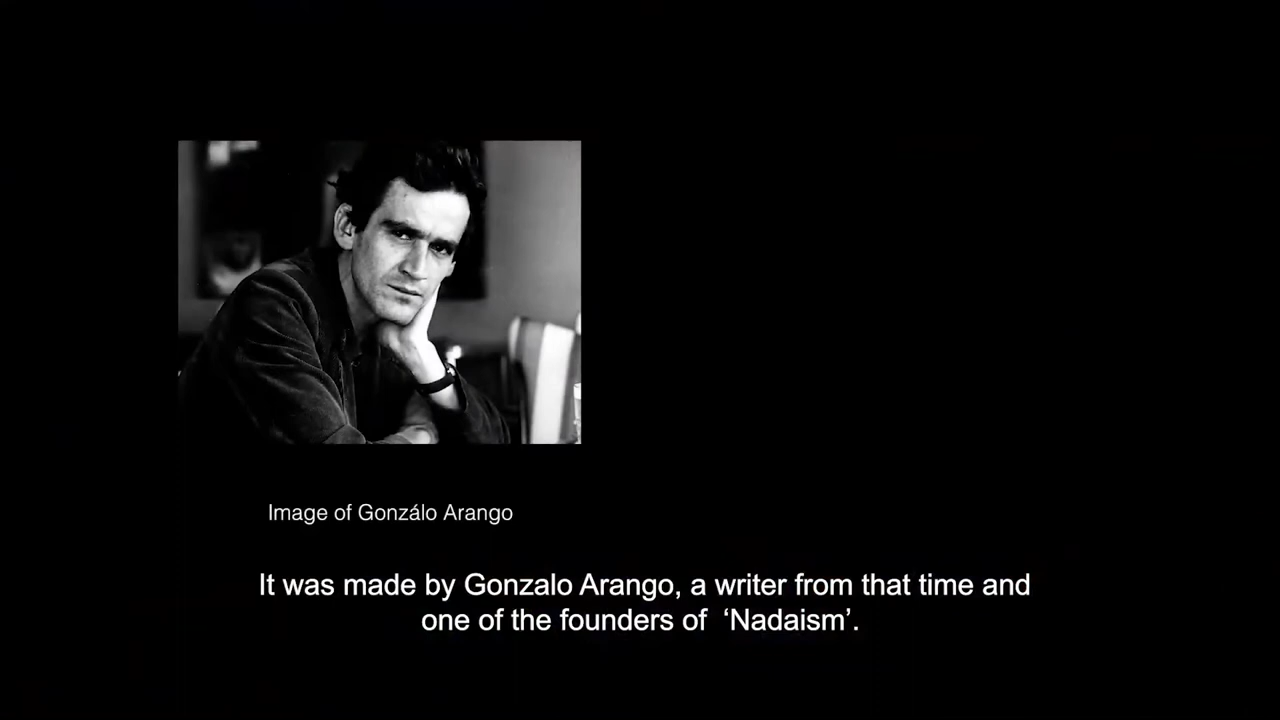 Image of Gonzálo Arango
It was made by Gonzalo Arango, a writer from that time and
one of the founders of ‘Nadaism’.